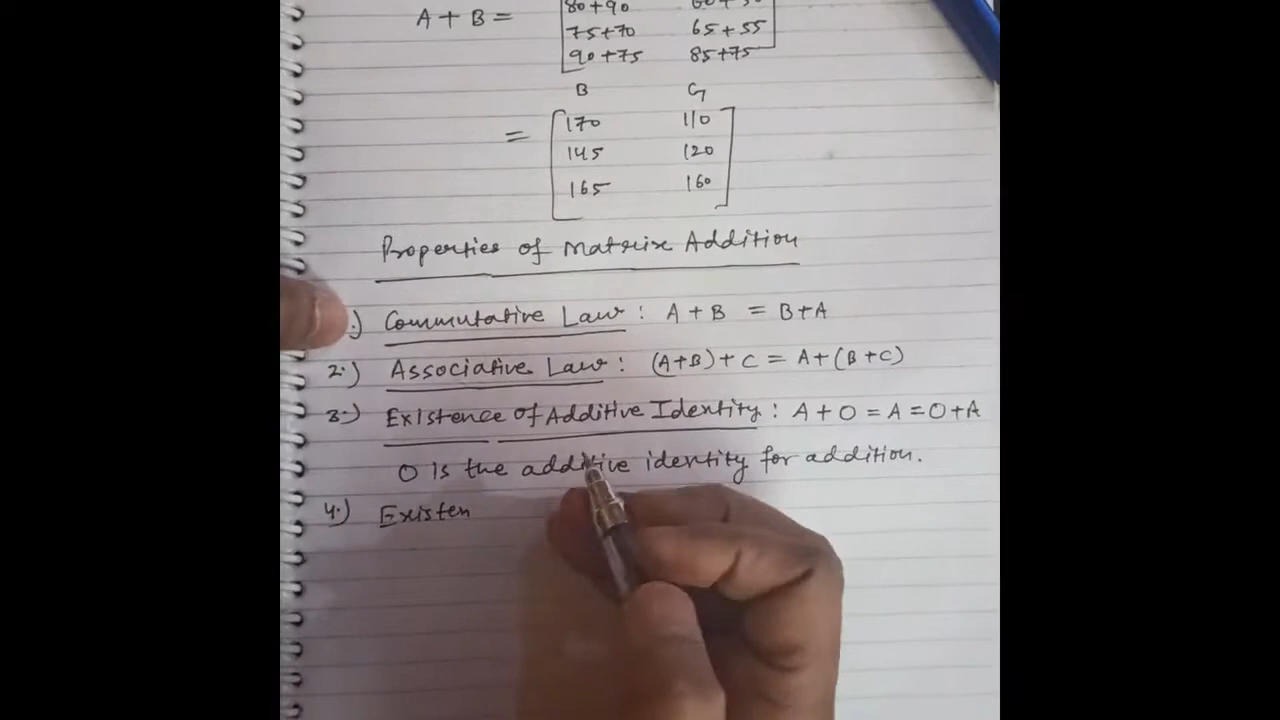 80+90
A + B = 75+70 65+55
90+75 85+75
B G
= 170 110
145 120
165 160
Properties of Matrix Addition
.) Commutative Law : A + B = B+A
2.) Associative Law : (A+B)+C = A+(B+C)
3.) Existence of Additive Identity : A + O = A = O+A
O is the additive identity for addition.
4.) Existen